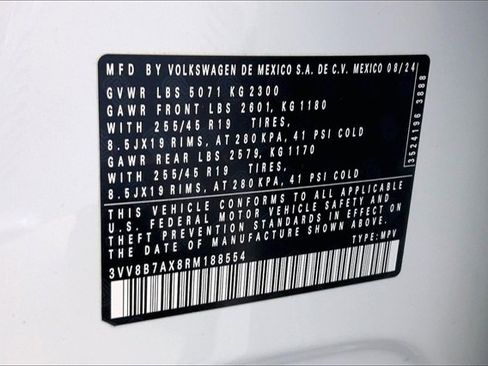 MFD BY VOLKSWAGEN DE MEXICO S.A. DE C.V. MEXICO 08/24
GVWR LBS 5071 KG 2300
GAWR FRONT LBS 2601, KG 1180
WITH 255/45 R19 TIRES,
8.5JX19 RIMS, AT 280 KPA, 41 PSI COLD
GAWR REAR LBS 2579, KG 1170
WITH 255/45 R19 TIRES,
8.5JX19 RIMS, AT 280 KPA, 41 PSI COLD
THIS VEHICLE CONFORMS TO ALL APPLICABLE
U.S. FEDERAL MOTOR VEHICLE SAFETY AND
THEFT PREVENTION STANDARDS IN EFFECT ON
THE DATE OF MANUFACTURE SHOWN ABOVE.
3VV8B7AX8RM188554 TYPE: MPV
3524196 3888